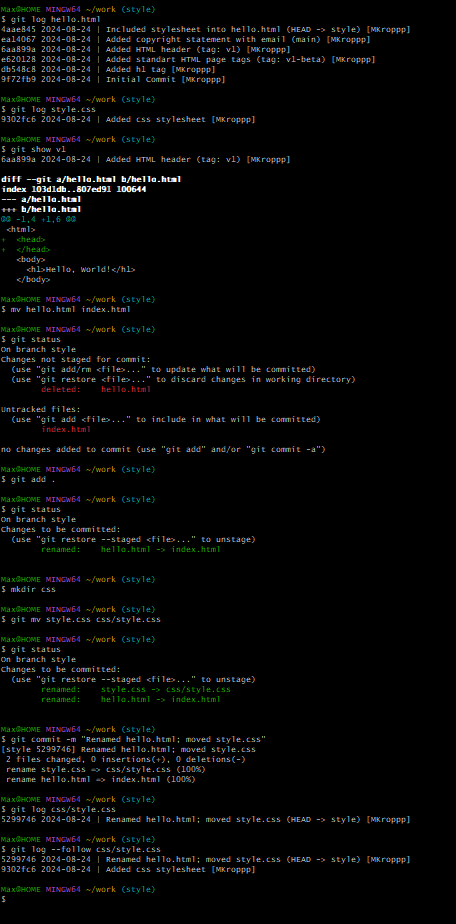 Max@HOME MINGW64 ~/work (style)
$ git log hello.html
4aae845 2024-08-24 | Included stylesheet into hello.html (HEAD -> style) [MKroppp]
ea14067 2024-08-24 | Added copyright statement with email (main) [MKroppp]
6aa899a 2024-08-24 | Added HTML header (tag: v1) [MKroppp]
e620128 2024-08-24 | Added standart HTML page tags (tag: v1-beta) [MKroppp]
db548c8 2024-08-24 | Added h1 tag [MKroppp]
9f72fb9 2024-08-24 | Initial Commit [MKroppp]

Max@HOME MINGW64 ~/work (style)
$ git log style.css
9302fc6 2024-08-24 | Added css stylesheet [MKroppp]

Max@HOME MINGW64 ~/work (style)
$ git show v1
6aa899a 2024-08-24 | Added HTML header (tag: v1) [MKroppp]

diff --git a/hello.html b/hello.html
index 103d1db..807ed91 100644
--- a/hello.html
+++ b/hello.html
@@ -1,4 +1,6 @@
 <html>
+  <head>
+  </head>
   <body>
     <h1>Hello, World!</h1>
   </body>

Max@HOME MINGW64 ~/work (style)
$ mv hello.html index.html

Max@HOME MINGW64 ~/work (style)
$ git status
On branch style
Changes not staged for commit:
  (use "git add/rm <file>..." to update what will be committed)
  (use "git restore <file>..." to discard changes in working directory)
        deleted:    hello.html

Untracked files:
  (use "git add <file>..." to include in what will be committed)
        index.html

no changes added to commit (use "git add" and/or "git commit -a")

Max@HOME MINGW64 ~/work (style)
$ git add .

Max@HOME MINGW64 ~/work (style)
$ git status
On branch style
Changes to be committed:
  (use "git restore --staged <file>..." to unstage)
        renamed:    hello.html -> index.html

Max@HOME MINGW64 ~/work (style)
$ mkdir css

Max@HOME MINGW64 ~/work (style)
$ git mv style.css css/style.css

Max@HOME MINGW64 ~/work (style)
$ git status
On branch style
Changes to be committed:
  (use "git restore --staged <file>..." to unstage)
        renamed:    style.css -> css/style.css
        renamed:    hello.html -> index.html

Max@HOME MINGW64 ~/work (style)
$ git commit -m "Renamed hello.html; moved style.css"
[style 5299746] Renamed hello.html; moved style.css
 2 files changed, 0 insertions(+), 0 deletions(-)
 rename style.css => css/style.css (100%)
 rename hello.html => index.html (100%)

Max@HOME MINGW64 ~/work (style)
$ git log css/style.css
5299746 2024-08-24 | Renamed hello.html; moved style.css (HEAD -> style) [MKroppp]

Max@HOME MINGW64 ~/work (style)
$ git log --follow css/style.css
5299746 2024-08-24 | Renamed hello.html; moved style.css (HEAD -> style) [MKroppp]
9302fc6 2024-08-24 | Added css stylesheet [MKroppp]

Max@HOME MINGW64 ~/work (style)
$